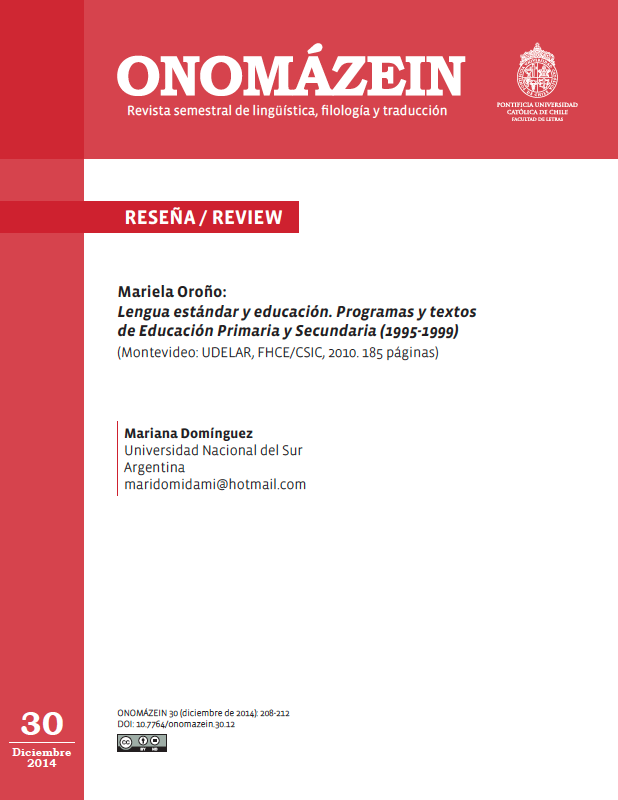 ONOMÁZEIN
Revista semestral de lingüística, filología y traducción
PONTIFICIA UNIVERSIDAD
CATÓLICA DE CHILE
FACULTAD DE LETRAS
RESEÑA / REVIEW
Mariela Oroño:
Lengua estándar y educación. Programas y textos
de Educación Primaria y Secundaria (1995-1999)
(Montevideo: UDELAR, FHCE/CSIC, 2010. 185 páginas)
Mariana Domínguez
Universidad Nacional del Sur
Argentina
maridomidami@hotmail.com
ONOMÁZEIN 30 (diciembre de 2014): 208-212
DOI: 10.7764/onomazein.30.12
cc
BY ND
30
Diciembre
2014